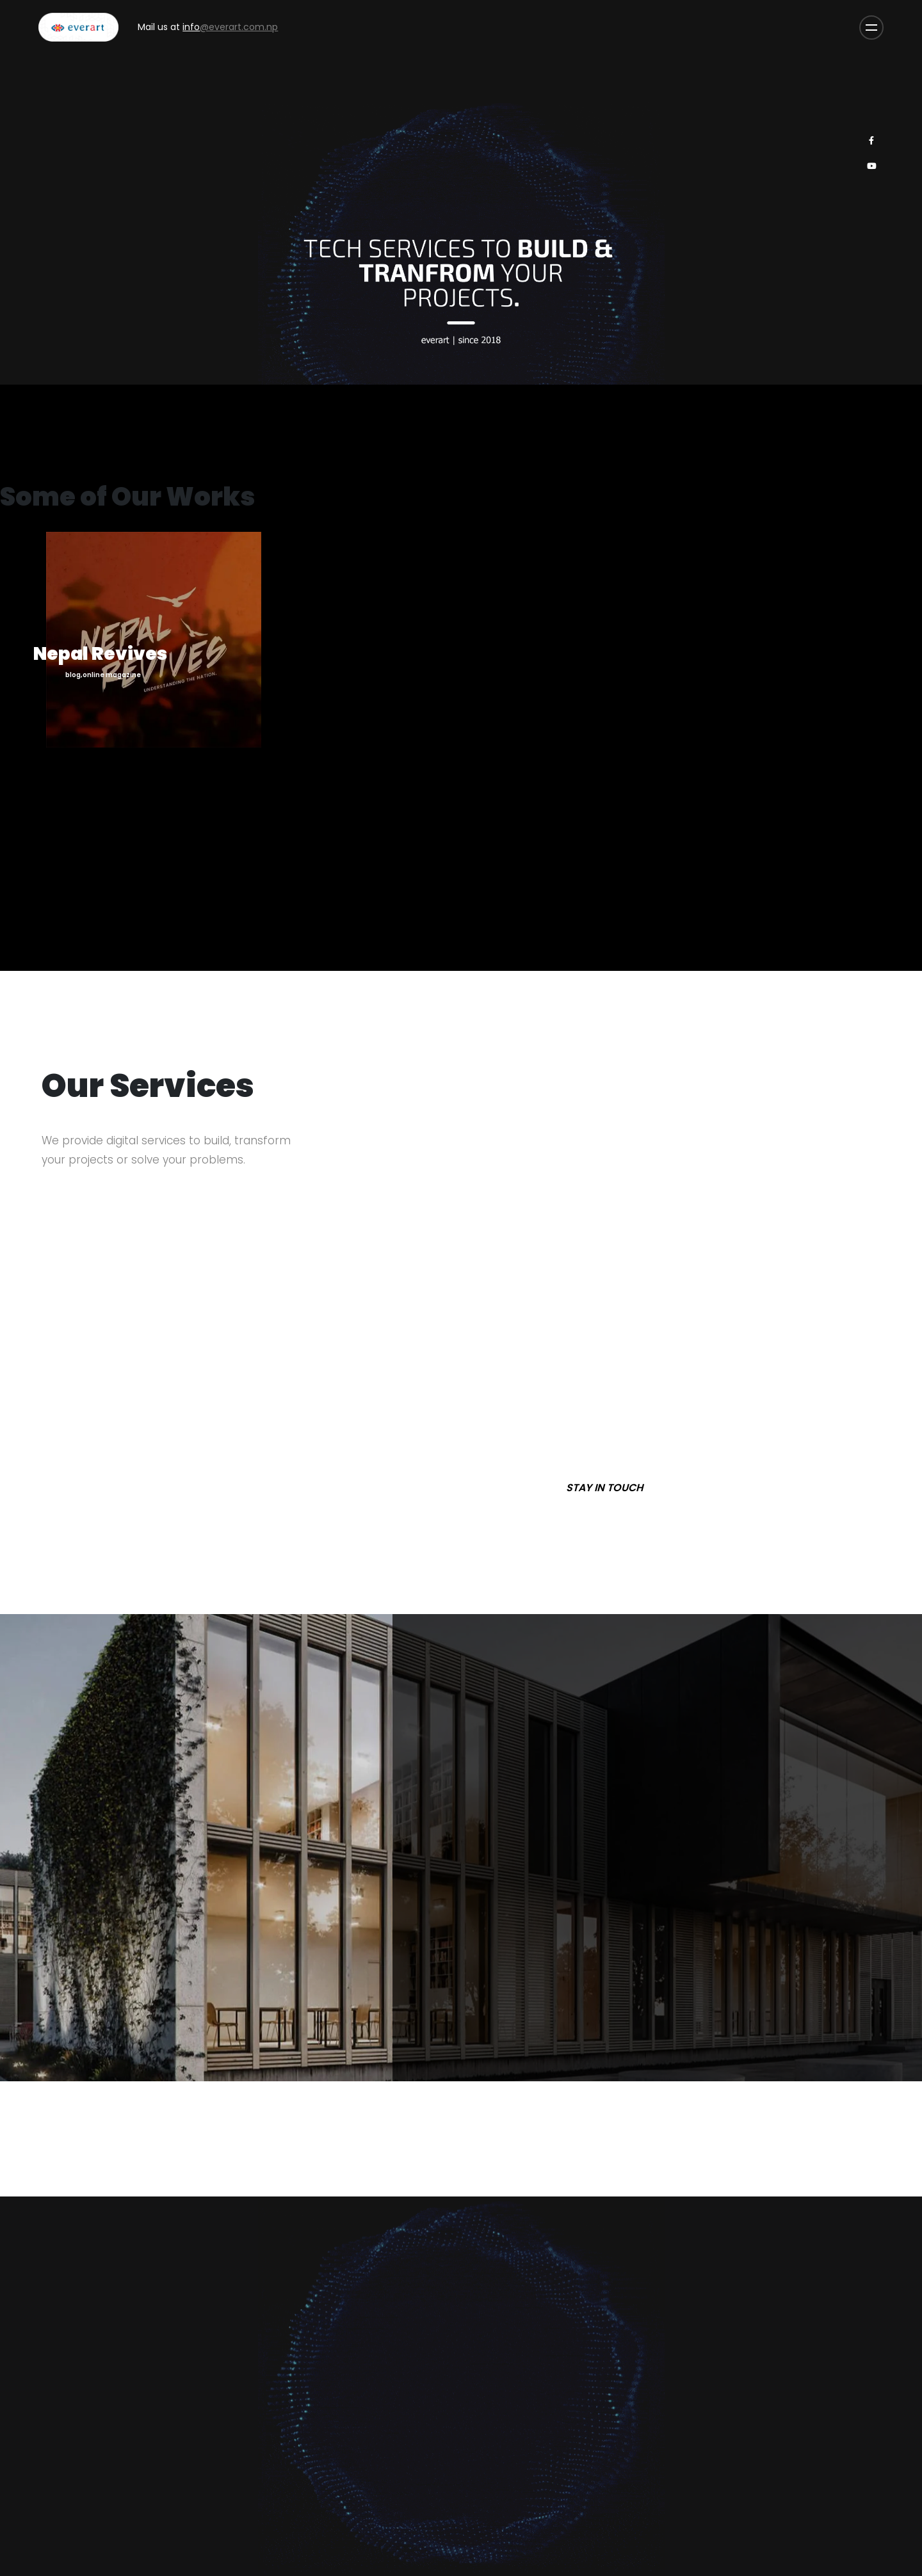 everart
Mail us at info@everart.com.np
TECH SERVICES TO BUILD &
TRANFROM YOUR
PROJECTS.
everart | since 2018
Some of Our Works
NEPAL
REVIVES
UNDERSTANDING THE NATION.
Nepal Revives
blog,online magazine
Our Services
We provide digital services to build, transform
your projects or solve your problems.
STAY IN TOUCH